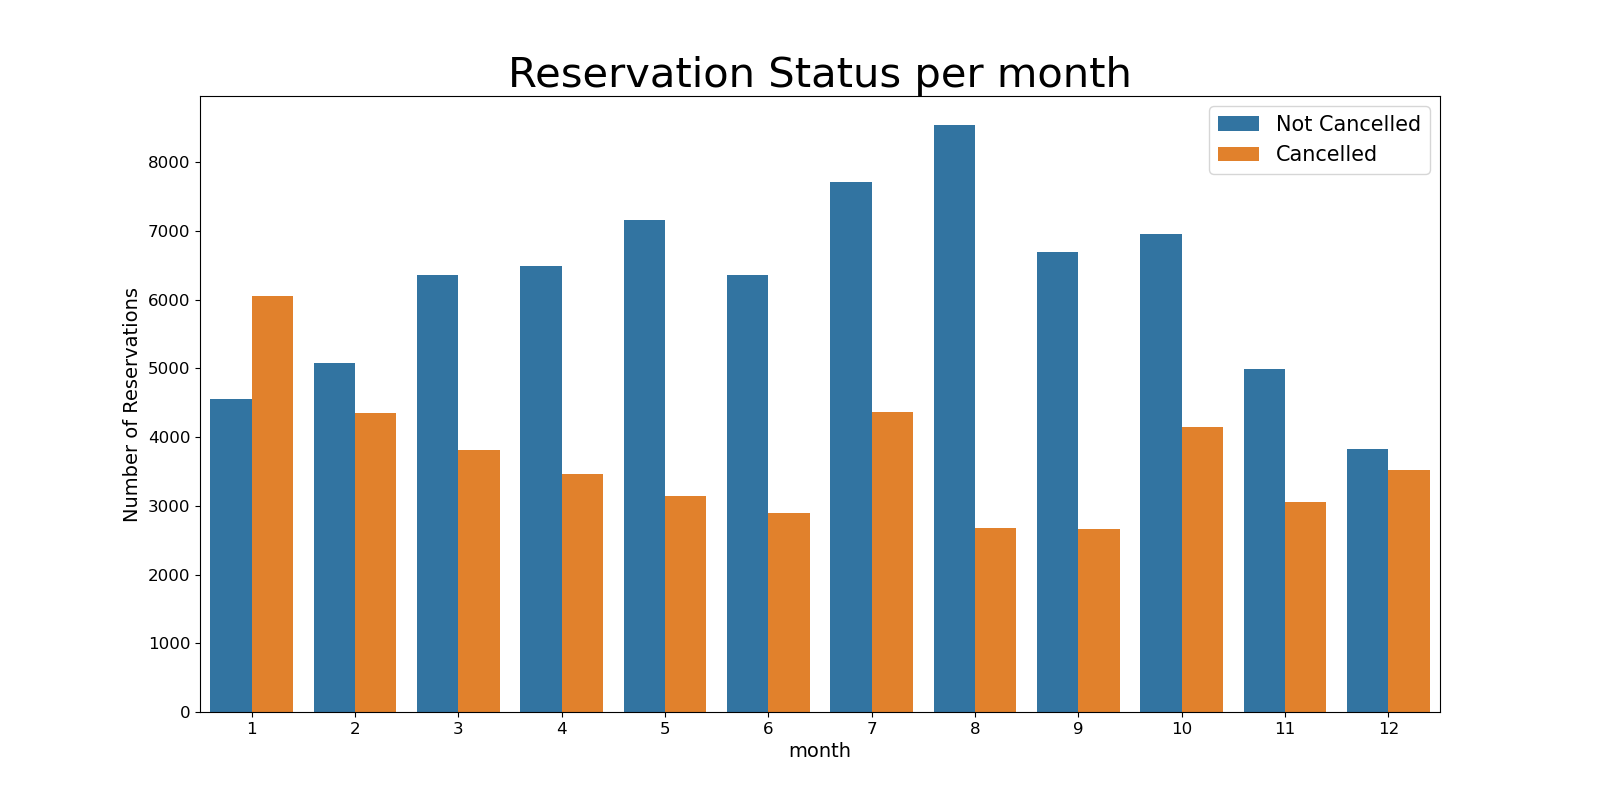 Reservation Status per month
Not Cancelled
Cancelled
Number of Reservations
8000
7000
6000
5000
4000
3000
2000
1000
0
1 2 3 4 5 6 7 8 9 10 11 12
month